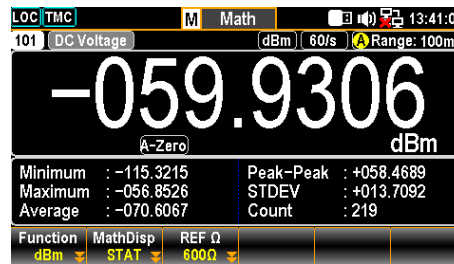 LOC TMC M Math 13:41:0
101 DC Voltage dBm 60/s A Range: 100m
-059.9306
A-Zero dBm
Minimum : -115.3215 Peak-Peak : +058.4689
Maximum : -056.8526 STDEV : +013.7092
Average : -070.6067 Count : 219
Function MathDisp REF Ω
dBm STAT 600Ω